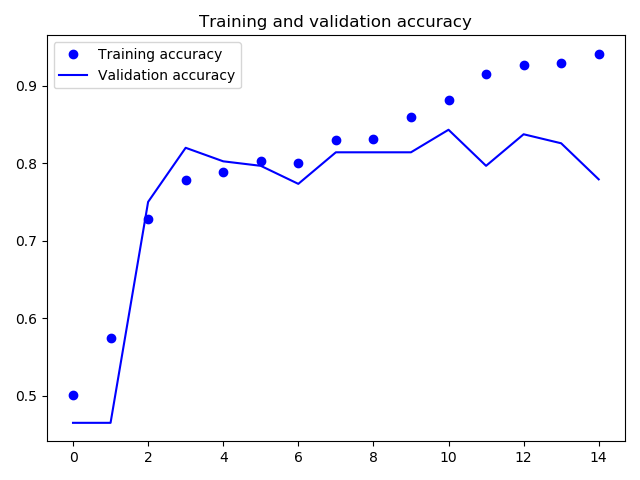 Training and validation accuracy
Training accuracy
Validation accuracy
0.9
0.8
0.7
0.6
0.5
0 2 4 6 8 10 12 14